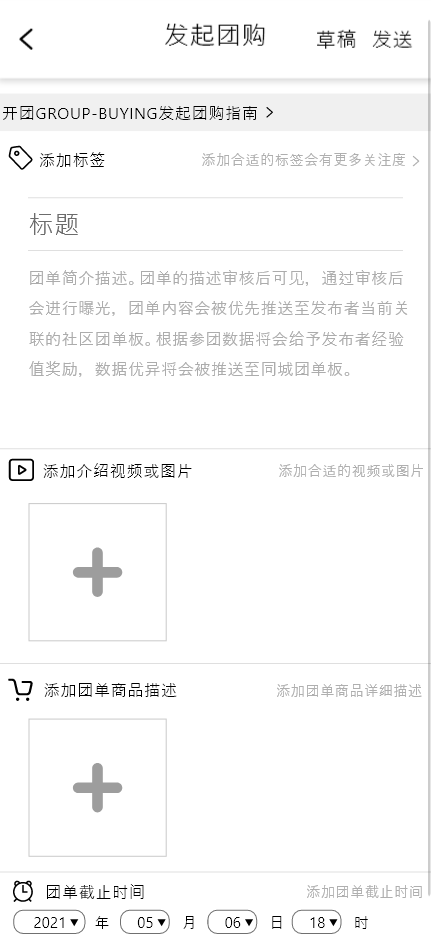 发起团购
草稿 发送
开团GROUP-BUYING发起团购指南
添加标签 添加合适的标签会有更多关注度
标题
团单简介描述。团单的描述审核后可见，通过审核后
会进行曝光，团单内容会被优先推送至发布者当前关
联的社区团单板。根据参团数据将会给予发布者经验
值奖励，数据优异将会被推送至同城团单板。
添加介绍视频或图片 添加合适的视频或图片
添加团单商品描述 添加团单商品详细描述
团单截止时间 添加团单截止时间
2021 年 05 月 06 日 18 时